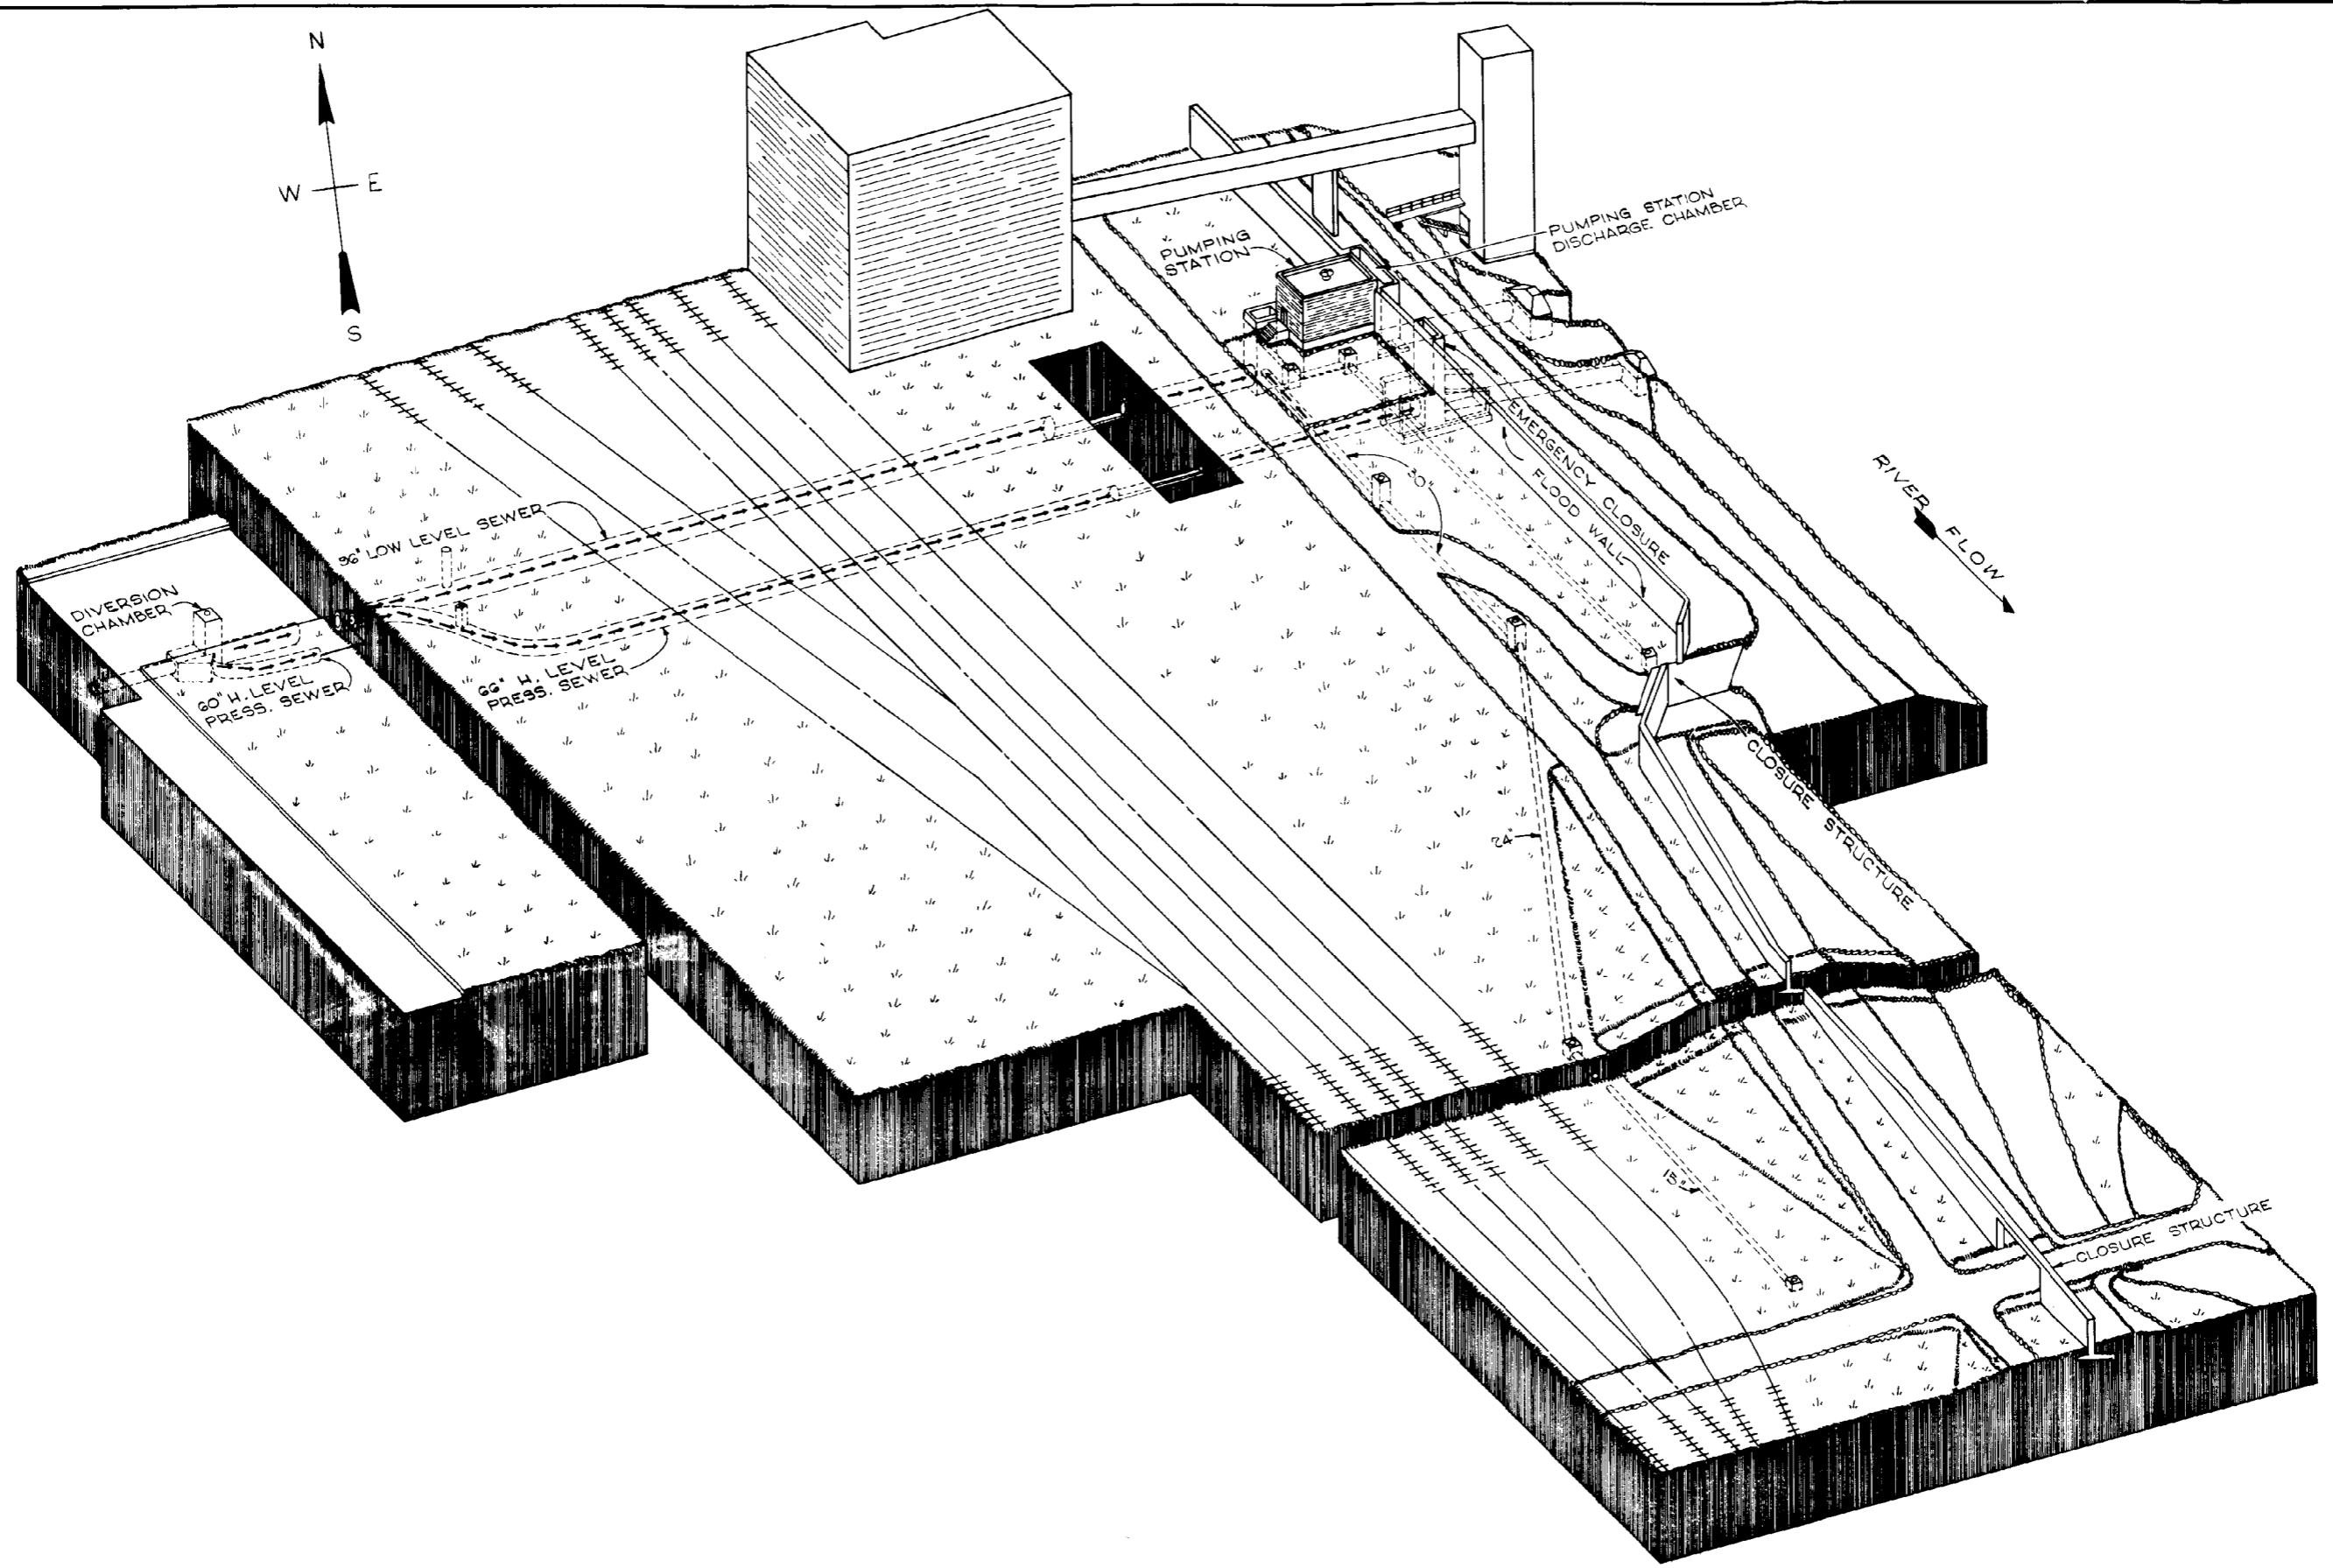 N
W
E
S
PUMPING STATION
DISCHARGE CHAMBER
PUMPING
STATION
RIVER FLOW
EMERGENCY CLOSURE
FLOOD WALL
30"
96" LOW LEVEL SEWER
DIVERSION
CHAMBER
60" H. LEVEL
PRESS. SEWER
66" H. LEVEL
PRESS. SEWER
CLOSURE STRUCTURE
24"
15"
CLOSURE STRUCTURE